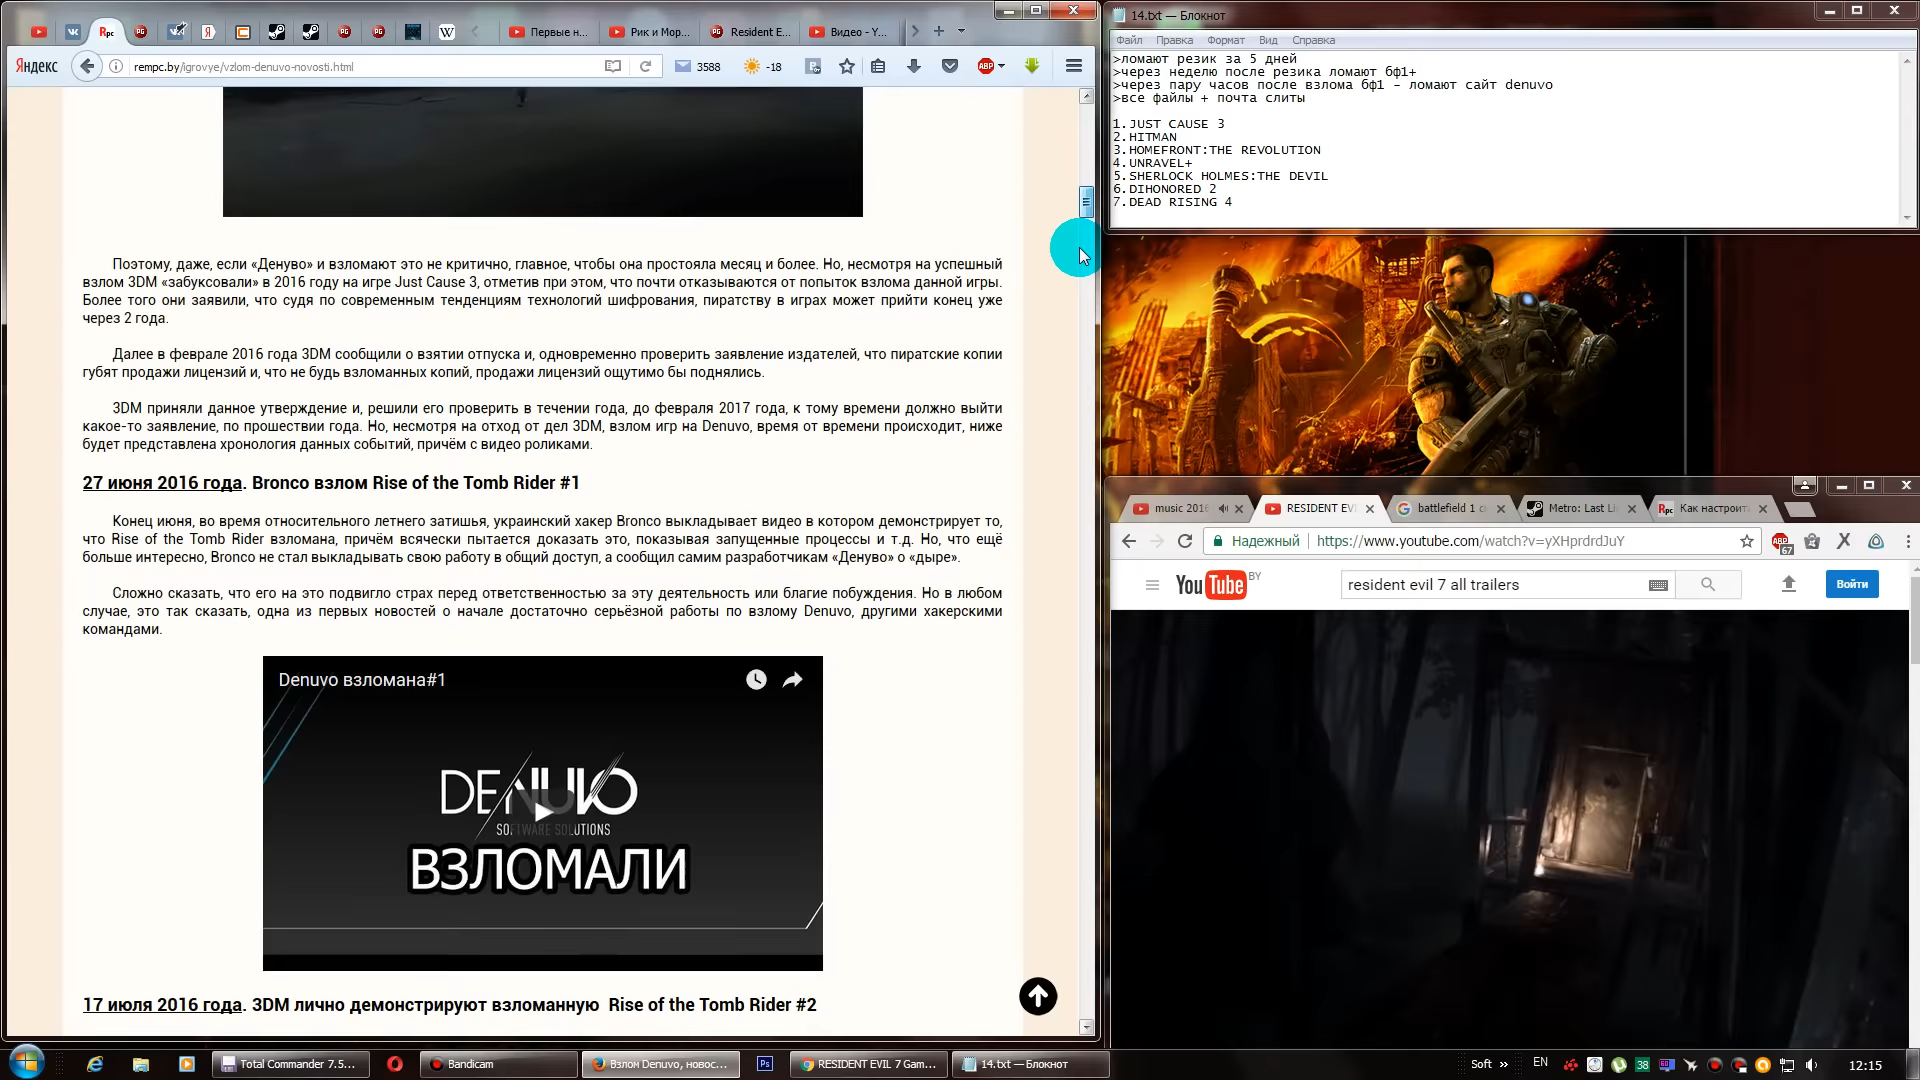 Первые н...
Рик и Мор...
Resident E...
Видео - Y...
Яндекс
rempc.by/igrovye/vzlom-denuvo-novosti.html
3588
-18
Поэтому, даже, если «Денуво» и взломают это не критично, главное, чтобы она простояла месяц и более. Но, несмотря на успешный
взлом 3DM «забуксовали» в 2016 году на игре Just Cause 3, отметив при этом, что почти отказываются от попыток взлома данной игры.
Более того они заявили, что судя по современным тенденциям технологий шифрования, пиратству в играх может прийти конец уже
через 2 года.
Далее в феврале 2016 года 3DM сообщили о взятии отпуска и, одновременно проверить заявление издателей, что пиратские копии
губят продажи лицензий и, что не будь взломанных копий, продажи лицензий ощутимо бы поднялись.
3DM приняли данное утверждение и, решили его проверить в течении года, до февраля 2017 года, к тому времени должно выйти
какое-то заявление, по прошествии года. Но, несмотря на отход от дел 3DM, взлом игр на Denuvo, время от времени происходит, ниже
будет представлена хронология данных событий, причём с видео роликами.
27 июня 2016 года. Bronco взлом Rise of the Tomb Rider #1
Конец июня, во время относительного летнего затишья, украинский хакер Bronco выкладывает видео в котором демонстрирует то,
что Rise of the Tomb Rider взломана, причём всячески пытается доказать это, показывая запущенные процессы и т.д. Но, что ещё
больше интересно, Bronco не стал выкладывать свою работу в общий доступ, а сообщил самим разработчикам «Денуво» о «дыре».
Сложно сказать, что его на это подвигло страх перед ответственностью за эту деятельность или благие побуждения. Но в любом
случае, это так сказать, одна из первых новостей о начале достаточно серьёзной работы по взлому Denuvo, другими хакерскими
командами.
Denuvo взломана#1
DENUVO
SOFTWARE SOLUTIONS
ВЗЛОМАЛИ
17 июля 2016 года. 3DM лично демонстрируют взломанную Rise of the Tomb Rider #2
14.txt — Блокнот
Файл Правка Формат Вид Справка
>ломают резик за 5 дней
>через неделю после резика ломают бф1+
>через пару часов после взлома бф1 - ломают сайт denuvo
>все файлы + почта слиты
1.JUST CAUSE 3
2.HITMAN
3.HOMEFRONT:THE REVOLUTION
4.UNRAVEL+
5.SHERLOCK HOLMES:THE DEVIL
6.DIHONORED 2
7.DEAD RISING 4
music 2016
RESIDENT EVI
battlefield 1 c
Metro: Last Li
Как настроит
Надежный
https://www.youtube.com/watch?v=yXHprdrdJuY
ABP
67
YouTube BY
resident evil 7 all trailers
Войти
Total Commander 7.5...
Bandicam
Взлом Denuvo, новос...
Ps
RESIDENT EVIL 7 Gam...
14.txt — Блокнот
Soft »
EN
38
12:15